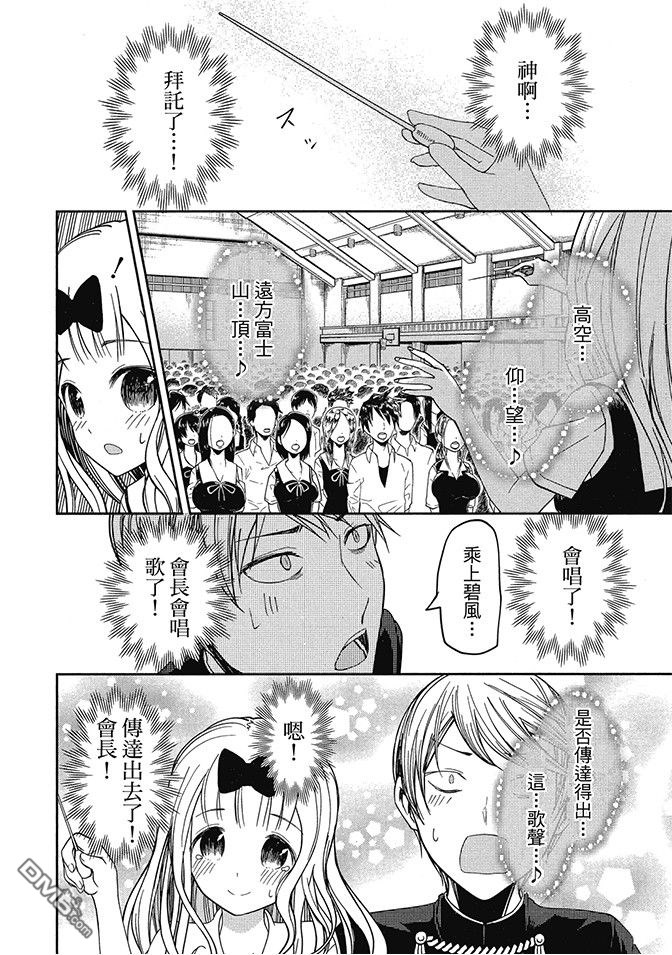 神啊…
拜託了…！
ス
高空…
仰…望…♪
遠方富士
山…頂…♪
！
會唱了！
乘上碧風…
會長會唱
歌了！
是否傳達得出…
這…歌聲…♪
嗯！
傳達出去了！
會長！
DM5.COM